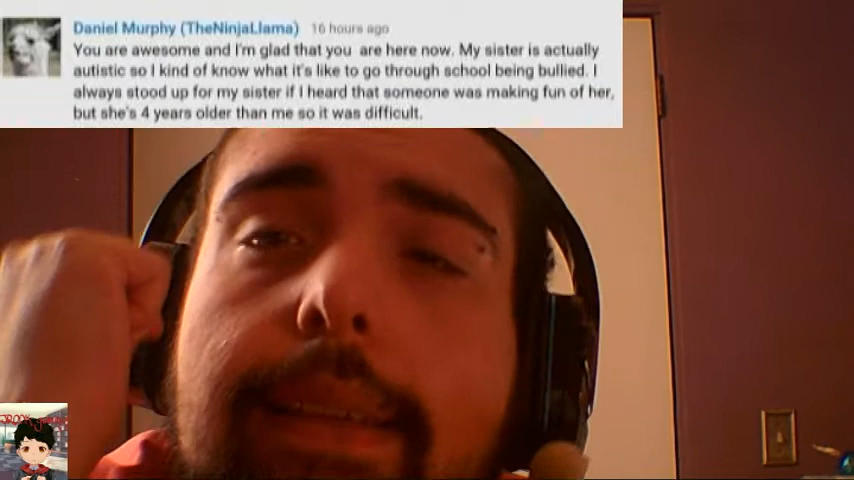 Daniel Murphy (TheNinjaLlama) 16 hours ago
You are awesome and I'm glad that you are here now. My sister is actually
autistic so I kind of know what it's like to go through school being bullied. I
always stood up for my sister if I heard that someone was making fun of her,
but she's 4 years older than me so it was difficult.